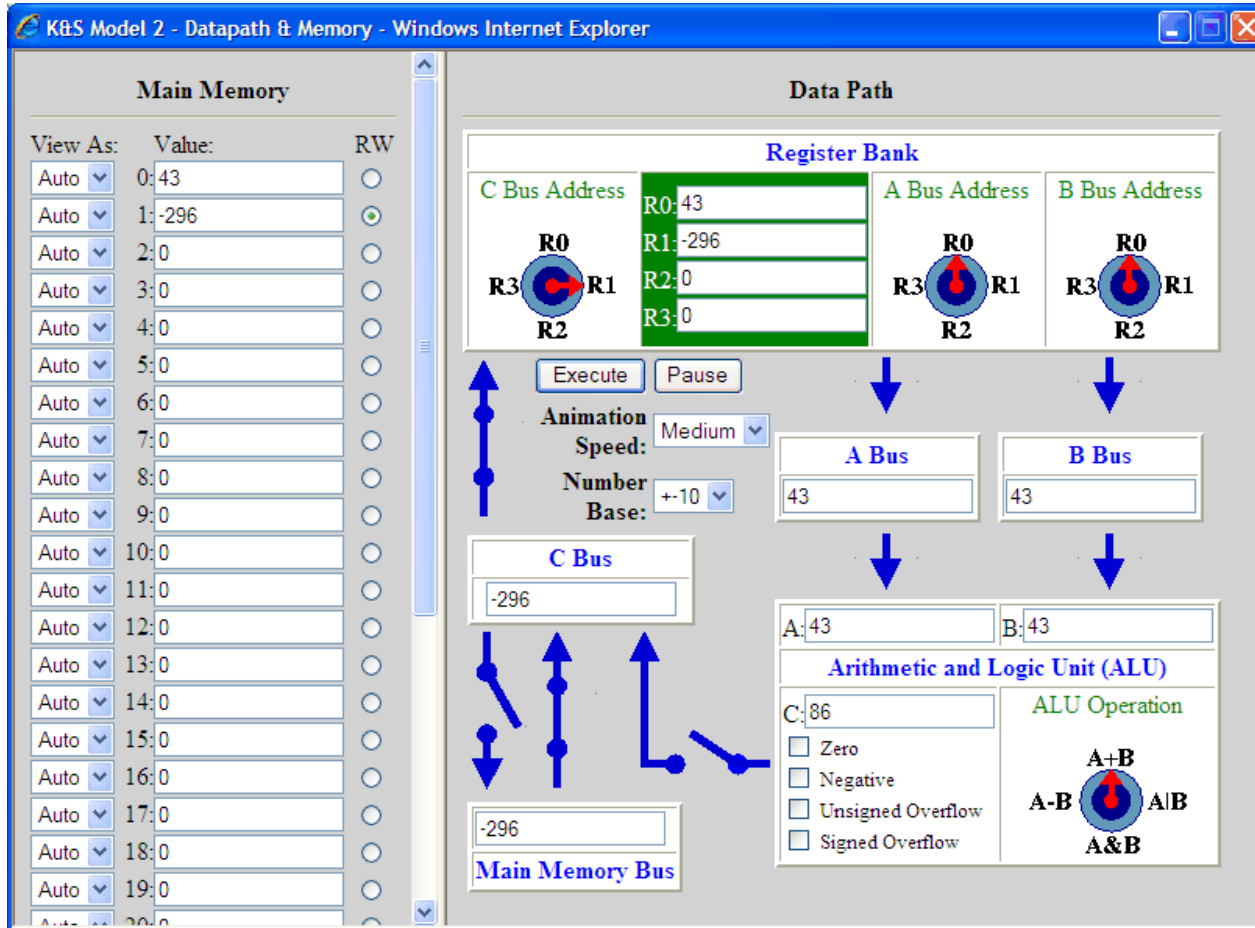 K&S Model 2 - Datapath & Memory - Windows Internet Explorer
Main Memory
View As: Value: RW
Auto 0: 43
Auto 1: -296
Auto 2: 0
Auto 3: 0
Auto 4: 0
Auto 5: 0
Auto 6: 0
Auto 7: 0
Auto 8: 0
Auto 9: 0
Auto 10: 0
Auto 11: 0
Auto 12: 0
Auto 13: 0
Auto 14: 0
Auto 15: 0
Auto 16: 0
Auto 17: 0
Auto 18: 0
Auto 19: 0
Data Path
Register Bank
C Bus Address
R0
R3 R1
R2
R0: 43
R1: -296
R2: 0
R3: 0
A Bus Address
R0
R3 R1
R2
B Bus Address
R0
R3 R1
R2
Execute Pause
Animation
Speed: Medium
Number
Base: +-10
A Bus
43
B Bus
43
C Bus
-296
-296
Main Memory Bus
A: 43 B: 43
Arithmetic and Logic Unit (ALU)
C: 86
Zero
Negative
Unsigned Overflow
Signed Overflow
ALU Operation
A+B
A-B A|B
A&B